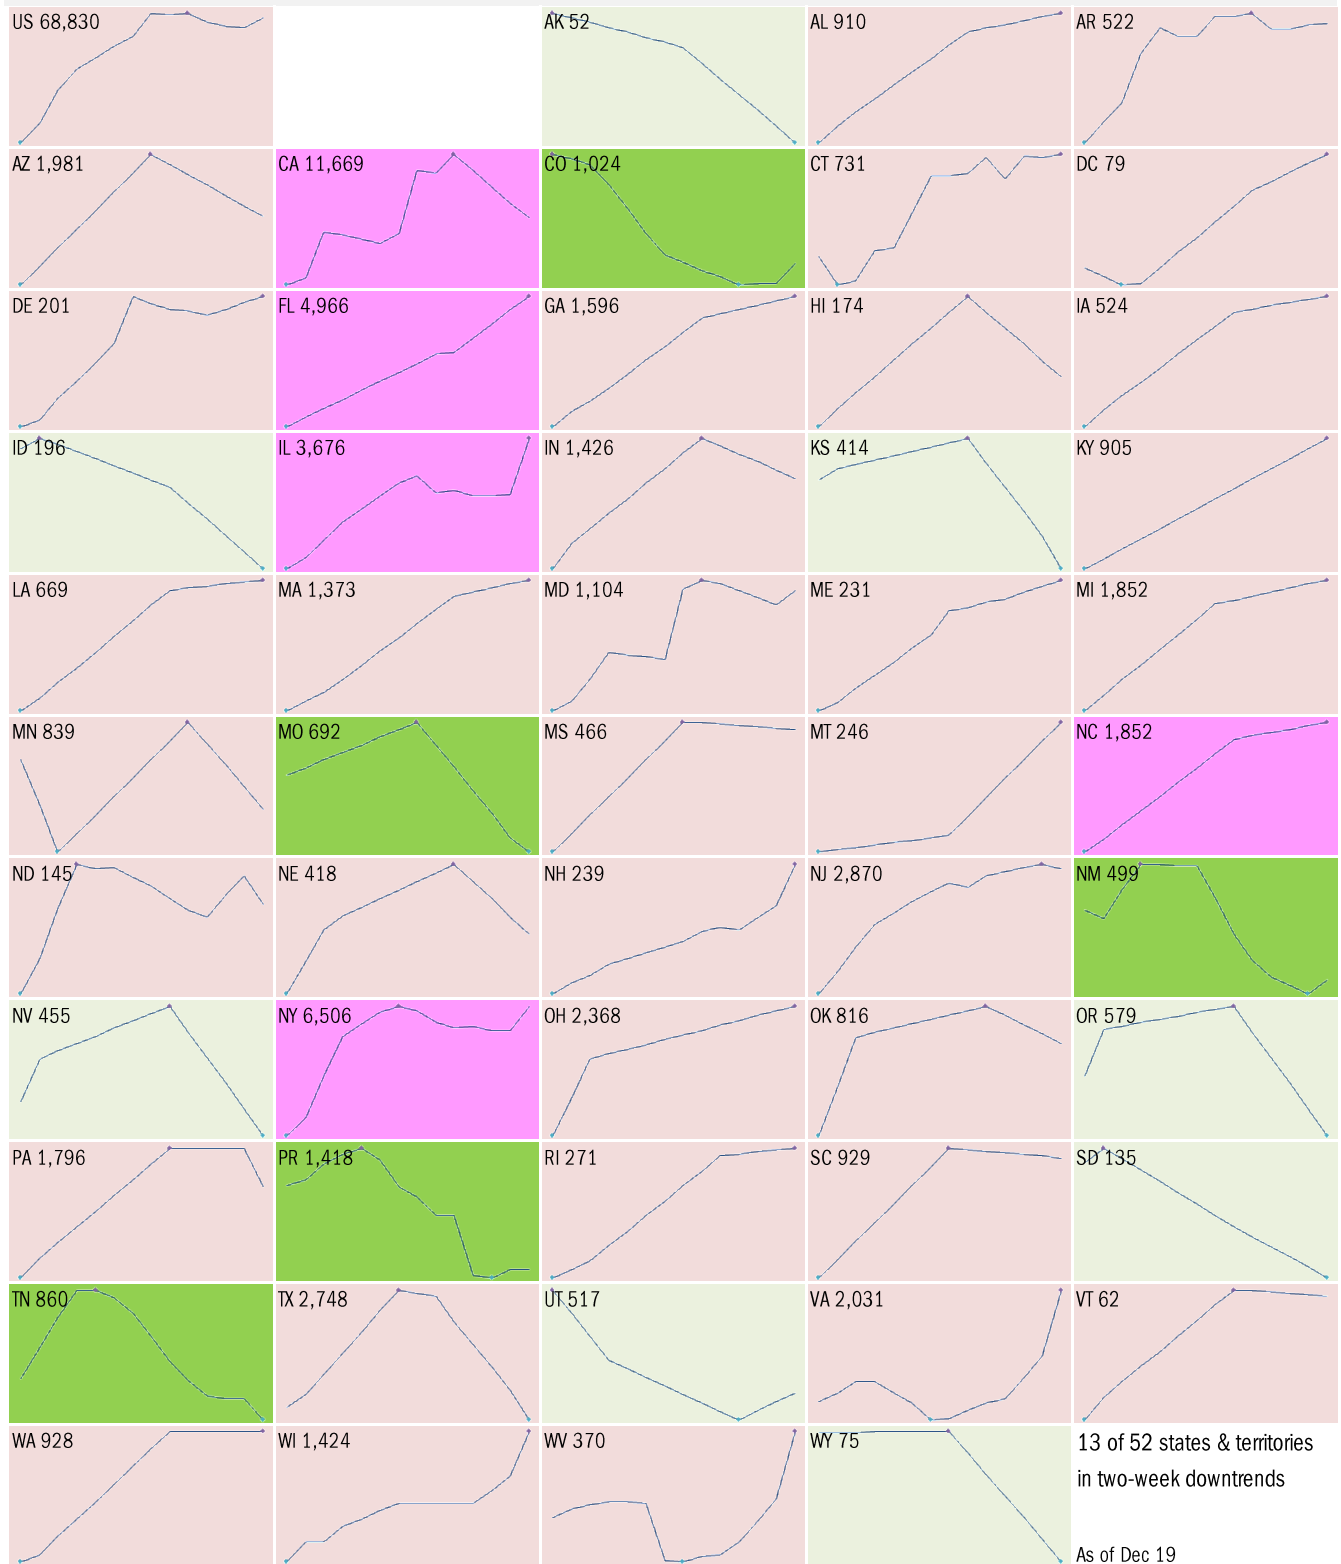 US 68,830
AK 52
AL 910
AR 522
AZ 1,981
CA 11,669
CO 1,024
CT 731
DC 79
DE 201
FL 4,966
GA 1,596
HI 174
IA 524
ID 196
IL 3,676
IN 1,426
KS 414
KY 905
LA 669
MA 1,373
MD 1,104
ME 231
MI 1,852
MN 839
MO 692
MS 466
MT 246
NC 1,852
ND 145
NE 418
NH 239
NJ 2,870
NM 499
NV 455
NY 6,506
OH 2,368
OK 816
OR 579
PA 1,796
PR 1,418
RI 271
SC 929
SD 135
TN 860
TX 2,748
UT 517
VA 2,031
VT 62
WA 928
WI 1,424
WV 370
WY 75
13 of 52 states & territories
in two-week downtrends
As of Dec 19